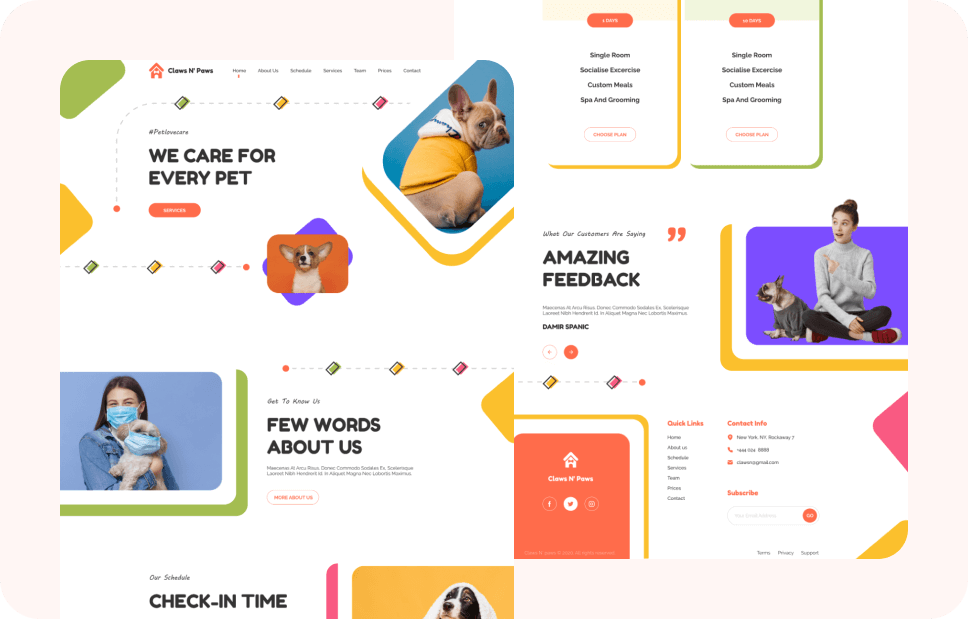 Claws N' Paws
Home About Us Schedule Services Team Prices Contact
#Petlovecare
WE CARE FOR
EVERY PET
SERVICES
Get To Know Us
FEW WORDS
ABOUT US
Maecenas At Arcu Risus. Donec Commodo Sodales Ex, Scelerisque
Laoreet Nibh Hendrerit Id. In Aliquet Magna Nec Lobortis Maximus.
MORE ABOUT US
Our Schedule
CHECK-IN TIME
DAYS
Single Room
Socialise Excercise
Custom Meals
Spa And Grooming
CHOOSE PLAN
10 DAYS
Single Room
Socialise Excercise
Custom Meals
Spa And Grooming
CHOOSE PLAN
What Our Customers Are Saying
AMAZING
FEEDBACK
Maecenas At Arcu Risus. Donec Commodo Sodales Ex, Scelerisque
Laoreet Nibh Hendrerit Id. In Aliquet Magna Nec Lobortis Maximus.
DAMIR SPANIC
Claws N' Paws
Quick Links
Home
About us
Schedule
Services
Team
Prices
Contact
Contact Info
New York, NY, Rockaway 7
8888
Subscribe
Your Email Address
GO
Terms Privacy Support